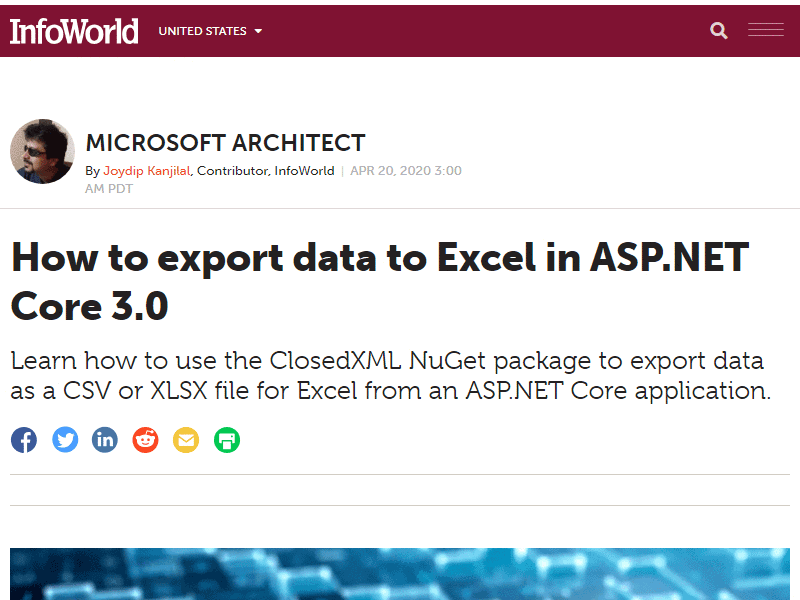 InfoWorld UNITED STATES
MICROSOFT ARCHITECT
By Joydip Kanjilal, Contributor, InfoWorld | APR 20, 2020 3:00
AM PDT
How to export data to Excel in ASP.NET
Core 3.0
Learn how to use the ClosedXML NuGet package to export data
as a CSV or XLSX file for Excel from an ASP.NET Core application.